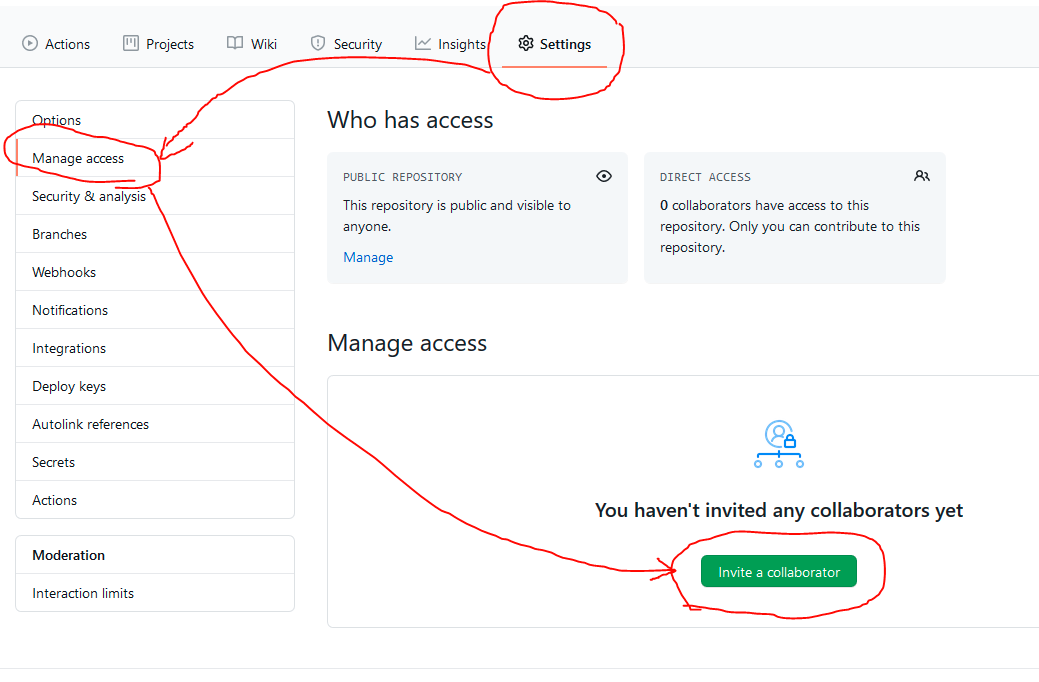 Actions Projects Wiki Security Insights Settings
Options
Manage access
Security & analysis
Branches
Webhooks
Notifications
Integrations
Deploy keys
Autolink references
Secrets
Actions
Moderation
Interaction limits
Who has access
PUBLIC REPOSITORY
This repository is public and visible to
anyone.
Manage
DIRECT ACCESS
0 collaborators have access to this
repository. Only you can contribute to this
repository.
Manage access
You haven't invited any collaborators yet
Invite a collaborator